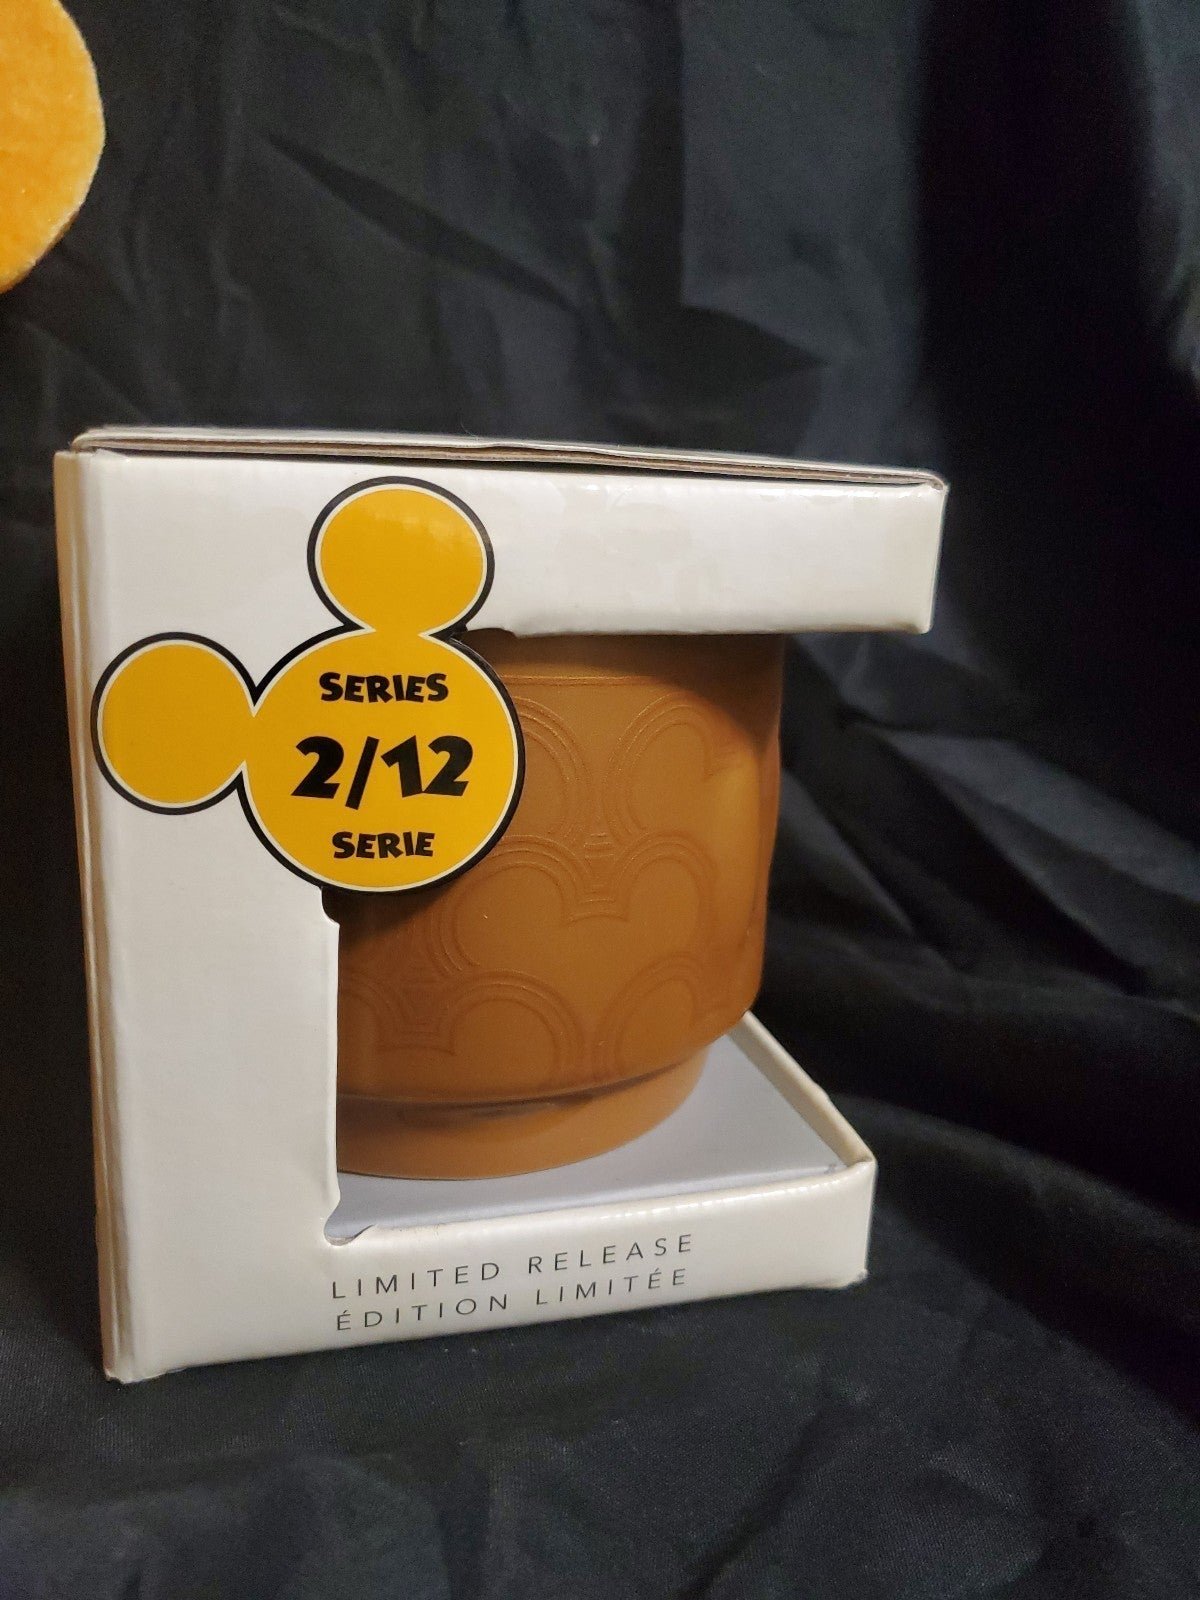 SERIES
2/12
SERIE
LIMITED RELEASE
ÉDITION LIMITÉE